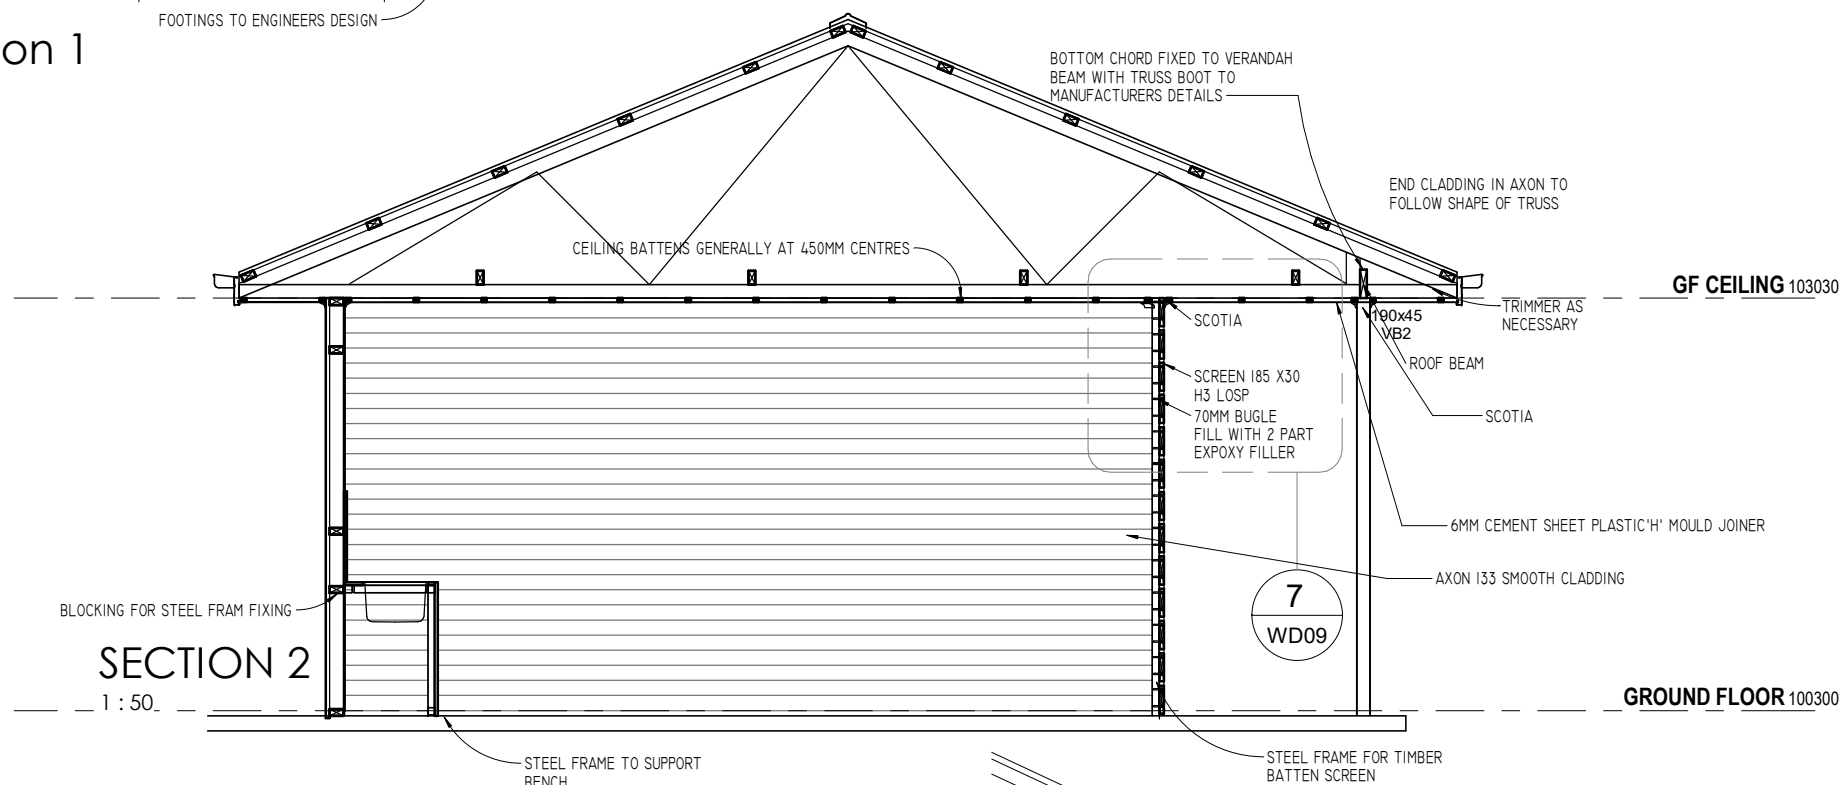 FOOTINGS TO ENGINEERS DESIGN
on 1
BOTTOM CHORD FIXED TO VERANDAH
BEAM WITH TRUSS BOOT TO
MANUFACTURERS DETAILS
END CLADDING IN AXON TO
FOLLOW SHAPE OF TRUSS
CEILING BATTENS GENERALLY AT 450MM CENTRES
GF CEILING 103030
TRIMMER AS
NECESSARY
SCOTIA
190x45
VB2
ROOF BEAM
SCREEN 185 X30
H3 LOSP
70MM BUGLE
FILL WITH 2 PART
EXPOXY FILLER
SCOTIA
6MM CEMENT SHEET PLASTIC'H' MOULD JOINER
AXON 133 SMOOTH CLADDING
7
WD09
BLOCKING FOR STEEL FRAM FIXING
SECTION 2
1 : 50
GROUND FLOOR 100300
STEEL FRAME TO SUPPORT
BENCH
STEEL FRAME FOR TIMBER
BATTEN SCREEN